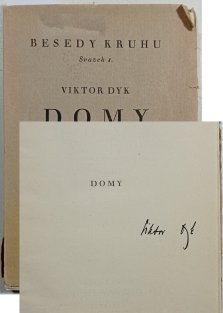 BESEDY KRUHU
Svazek 1.
VIKTOR DYK
DOMY
DOMY
Viktor Dyk